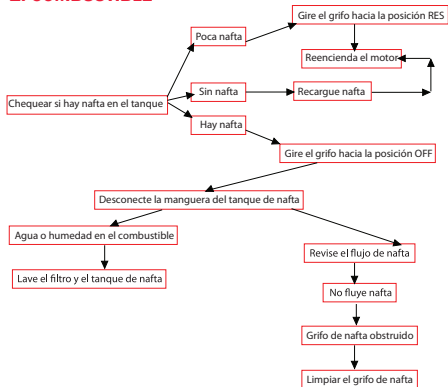 2. COMBUSTIBLE
Gire el grifo hacia la posición RES
Poca nafta
Reencienda el motor
Sin nafta
Recargue nafta
Chequear si hay nafta en el tanque
Hay nafta
Gire el grifo hacia la posición OFF
Desconecte la manguera del tanque de nafta
Agua o humedad en el combustible
Revise el flujo de nafta
Lave el filtro y el tanque de nafta
No fluye nafta
Grifo de nafta obstruido
Limpiar el grifo de nafta